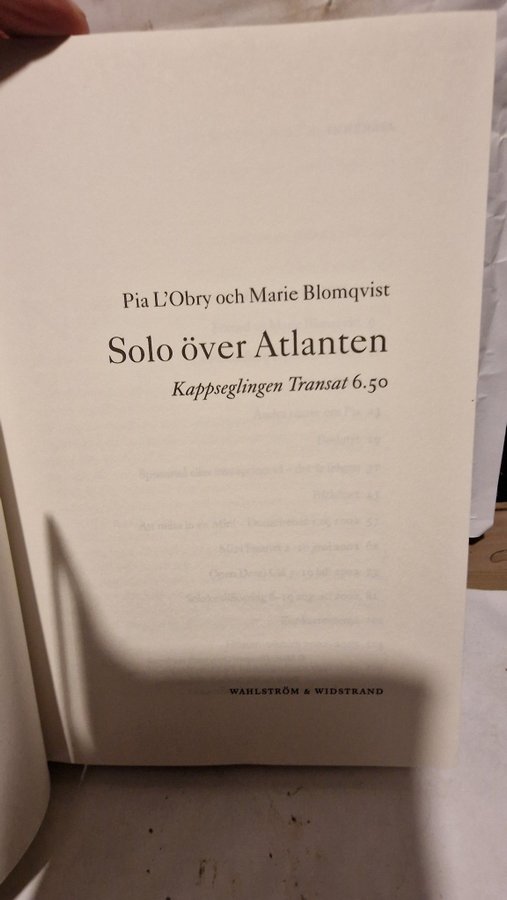 Pia L'Obry och Marie Blomqvist
Solo över Atlanten
Kappseglingen Transat 6.50
WAHLSTRÖM & WIDSTRAND